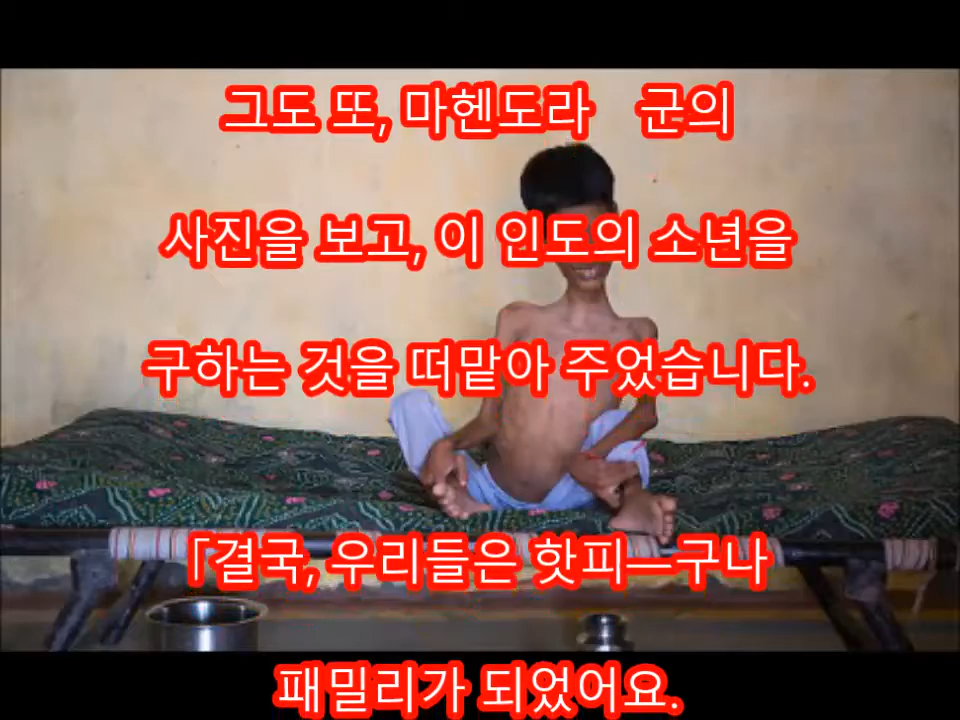 그도 또, 마헨도라 군의
사진을 보고, 이 인도의 소년을
구하는 것을 떠맡아 주었습니다.
「결국, 우리들은 핫피―구나
패밀리가 되었어요.